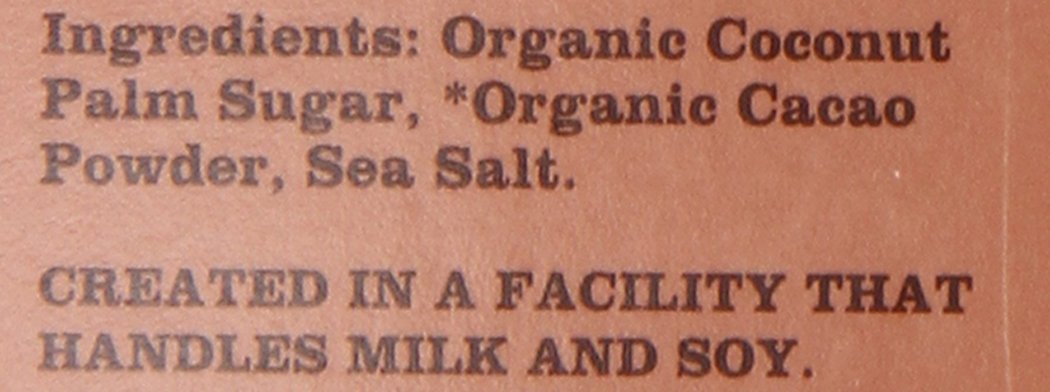 Ingredients: Organic Coconut
Palm Sugar, *Organic Cacao
Powder, Sea Salt.
CREATED IN A FACILITY THAT
HANDLES MILK AND SOY.